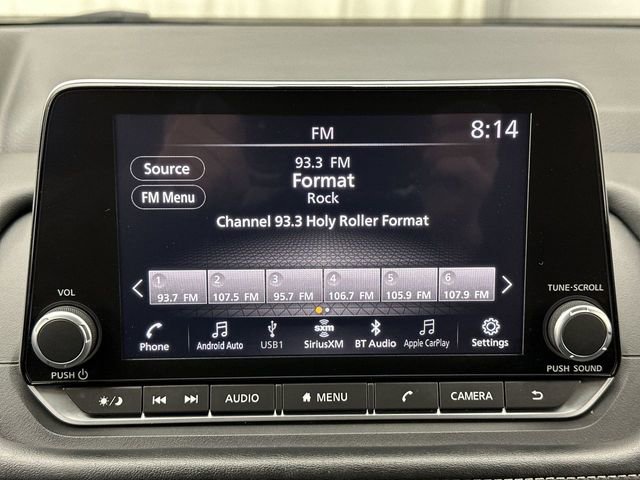 FM
8:14
Source
93.3 FM
Format
FM Menu
Rock
Channel 93.3 Holy Roller Format
1 2 3 4 5 6
93.7 FM 107.5 FM 95.7 FM 106.7 FM 105.9 FM 107.9 FM
VOL
TUNE·SCROLL
sxm
Phone Android Auto USB1 SiriusXM BT Audio Apple CarPlay Settings
PUSH
PUSH SOUND
AUDIO MENU CAMERA